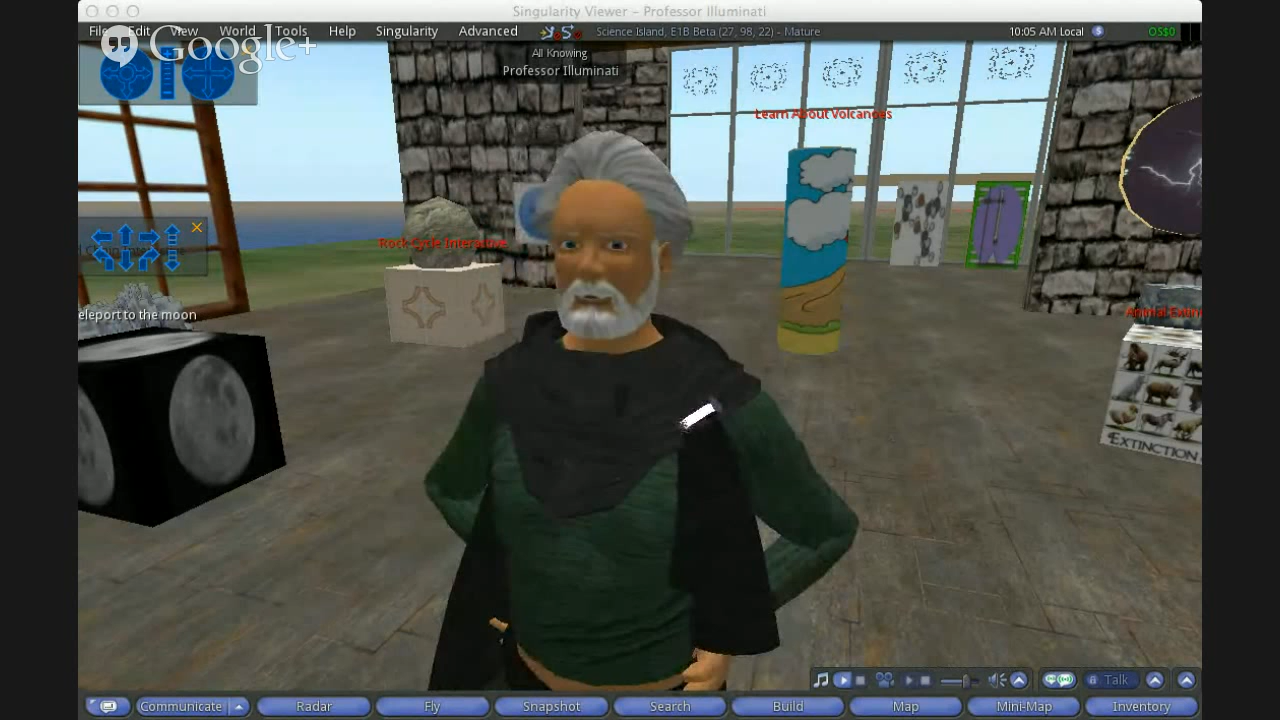 Singularity Viewer – Professor Illuminati
File Edit View World Tools Help Singularity Advanced Science Island, E1B Beta (27, 98, 22) – Mature 10:05 AM Local OS$0
Google+
All Knowing
Professor Illuminati
Learn About Volcanoes
Rock Cycle Interactive
eleport to the moon
Animal Extin
EXTINCTION
Talk
Communicate Radar Fly Snapshot Search Build Map Mini-Map Inventory